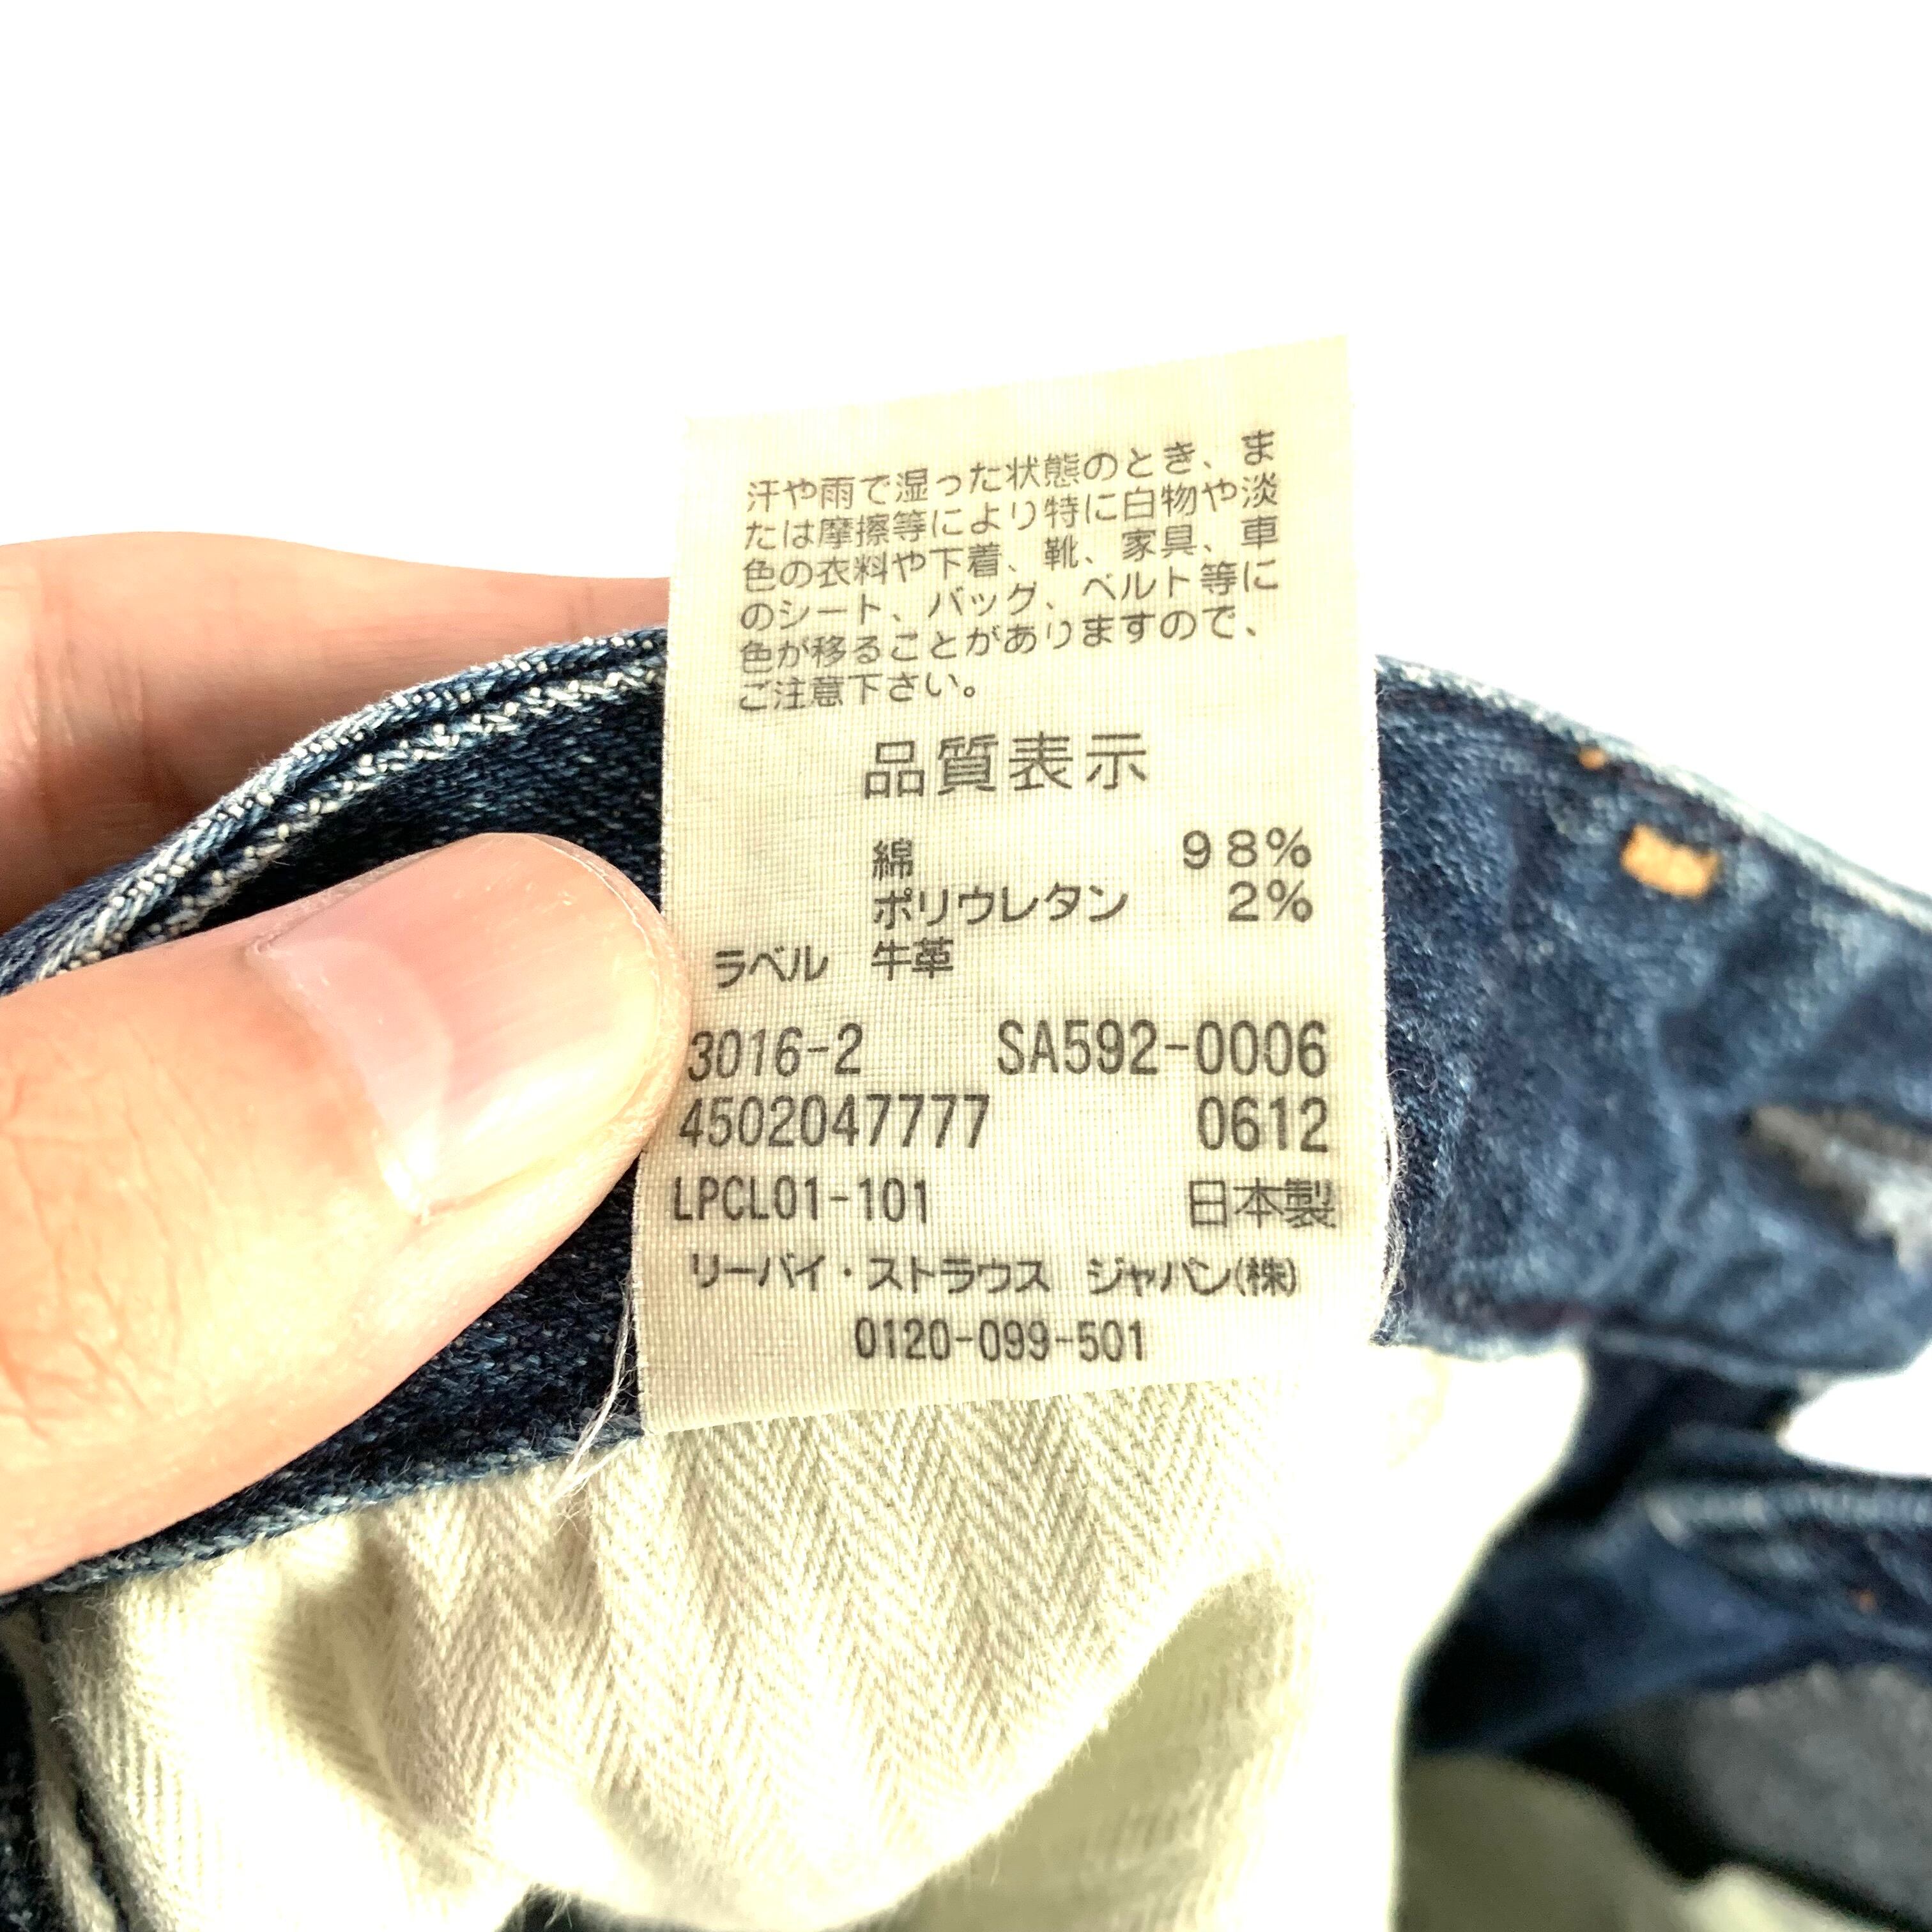 汗や雨で湿った状態のとき、ま
たは摩擦等により特に白物や淡
色の衣料や下着、靴、家具、車
のシート、バッグ、ベルト等に
色が移ることがありますので、
ご注意下さい。
品質表示
綿 98%
ポリウレタン 2%
ラベル 牛革
3016-2 SA592-0006
4502047777 0612
LPCL01-101 日本製
リーバイ・ストラウス ジャパン(株)
0120-099-501